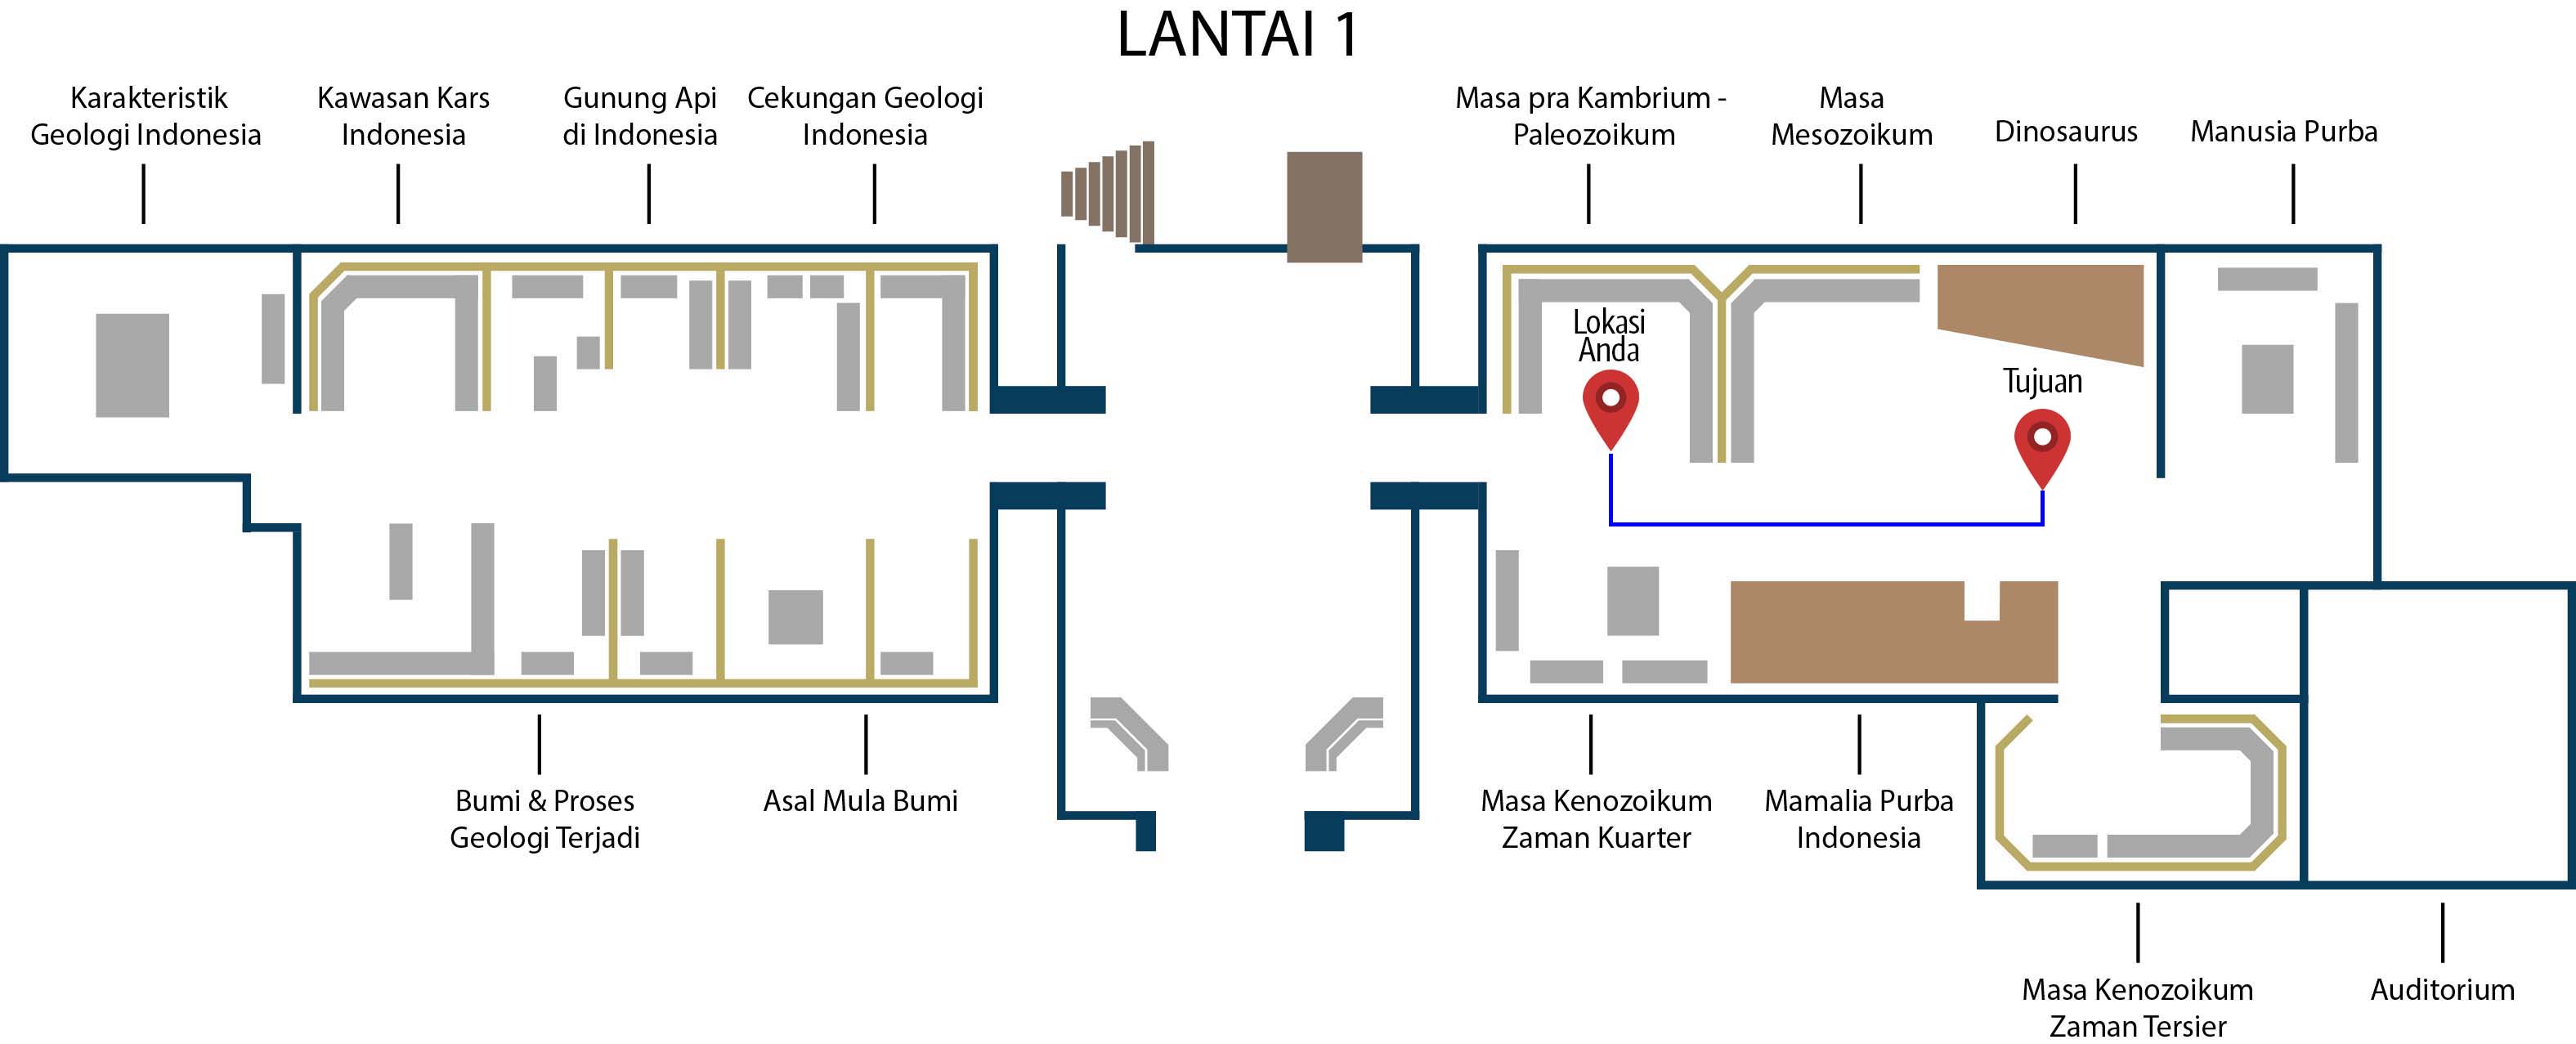 LANTAI 1
Karakteristik
Geologi Indonesia
Kawasan Kars
Indonesia
Gunung Api
di Indonesia
Cekungan Geologi
Indonesia
Masa pra Kambrium -
Paleozoikum
Masa
Mesozoikum
Dinosaurus
Manusia Purba
Lokasi
Anda
Tujuan
Bumi & Proses
Geologi Terjadi
Asal Mula Bumi
Masa Kenozoikum
Zaman Kuarter
Mamalia Purba
Indonesia
Masa Kenozoikum
Zaman Tersier
Auditorium